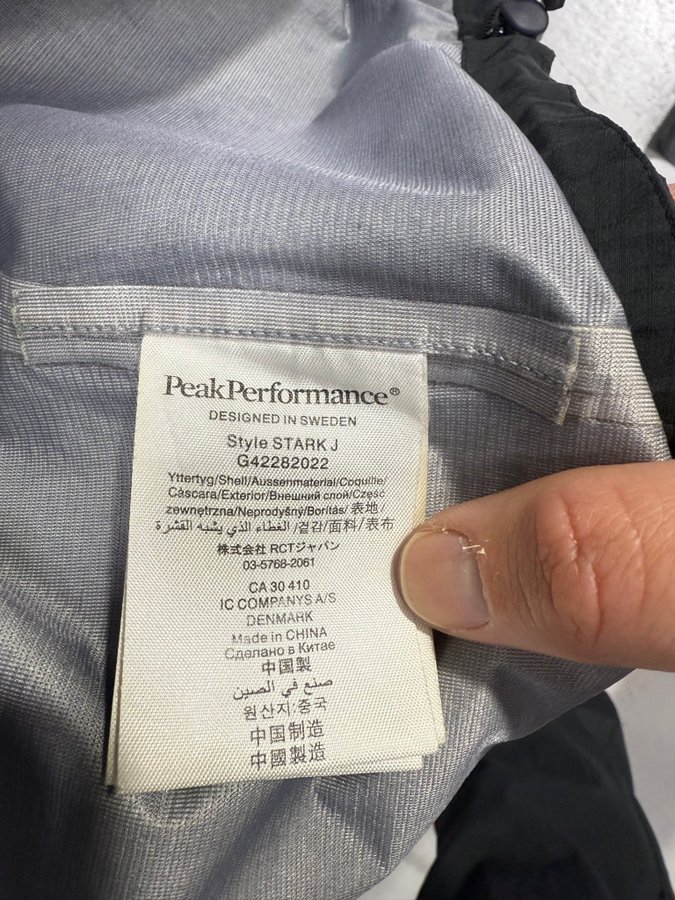 PeakPerformance®
DESIGNED IN SWEDEN
Style STARK J
G42282022
Yttertyg/Shell/Aussenmaterial/Coquille/
Càscara/Exterior/Внешний слой/Część
zewnętrzna/Neprodyšný/Borítás/表地/
겉감/面料/表布/ الغطاء الذي يشبه القشرة
株式会社 RCTジャパン
03-5768-2061
CA 30 410
IC COMPANYS A/S
DENMARK
Made in CHINA
Сделано в Китае
中国製
صنع في الصين
원산지:중국
中国制造
中國製造